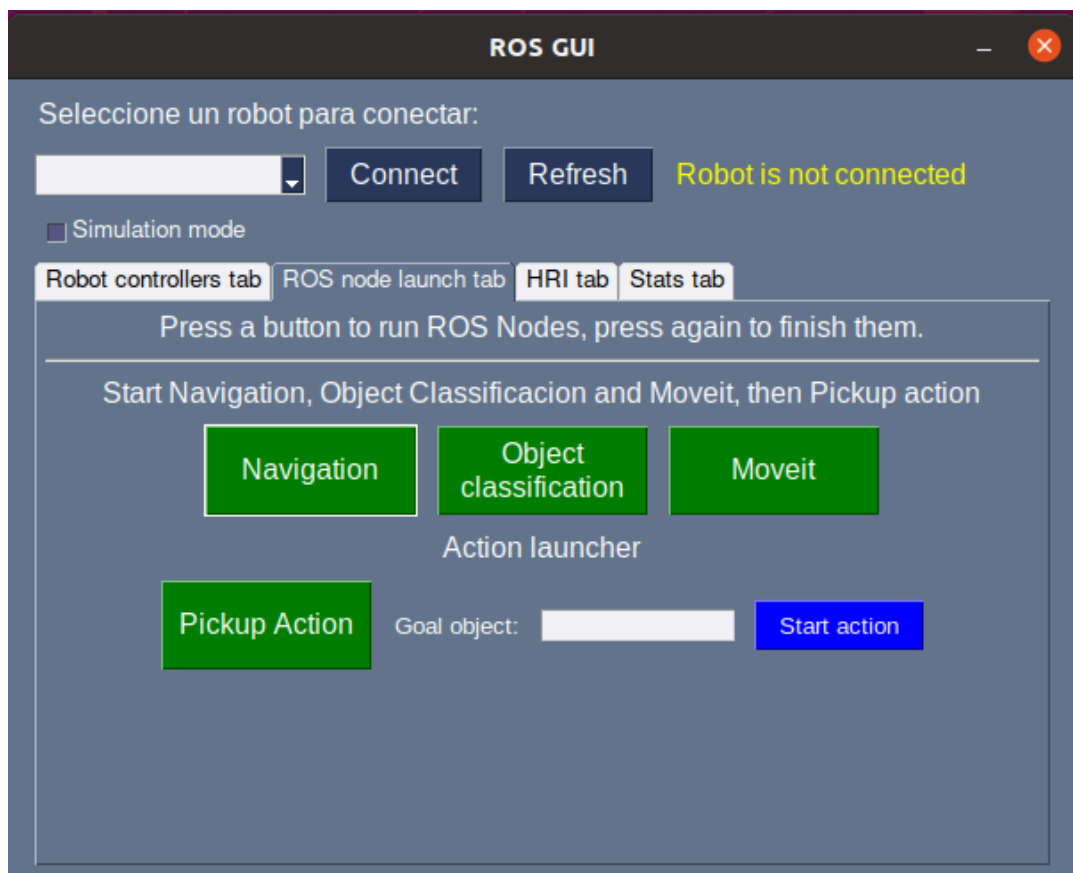 ROS GUI
Seleccione un robot para conectar:
Connect Refresh Robot is not connected
Simulation mode
Robot controllers tab ROS node launch tab HRI tab Stats tab
Press a button to run ROS Nodes, press again to finish them.
Start Navigation, Object Classificacion and Moveit, then Pickup action
Navigation Object classification Moveit
Action launcher
Pickup Action Goal object: Start action